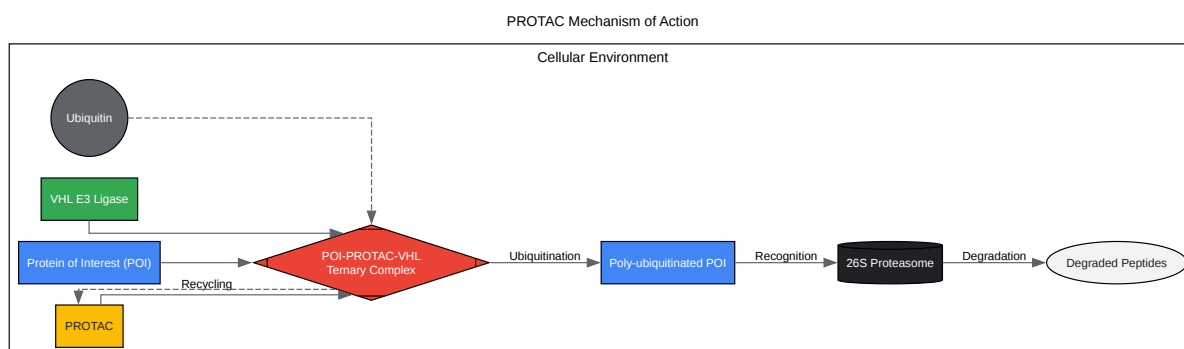 PROTAC Mechanism of Action
Cellular Environment
Ubiquitin
VHL E3 Ligase
Protein of Interest (POI)
POI-PROTAC-VHL
Ternary Complex
Ubiquitination
Poly-ubiquitinated POI
Recognition
26S Proteasome
Degradation
Degraded Peptides
Recycling
PROTAC